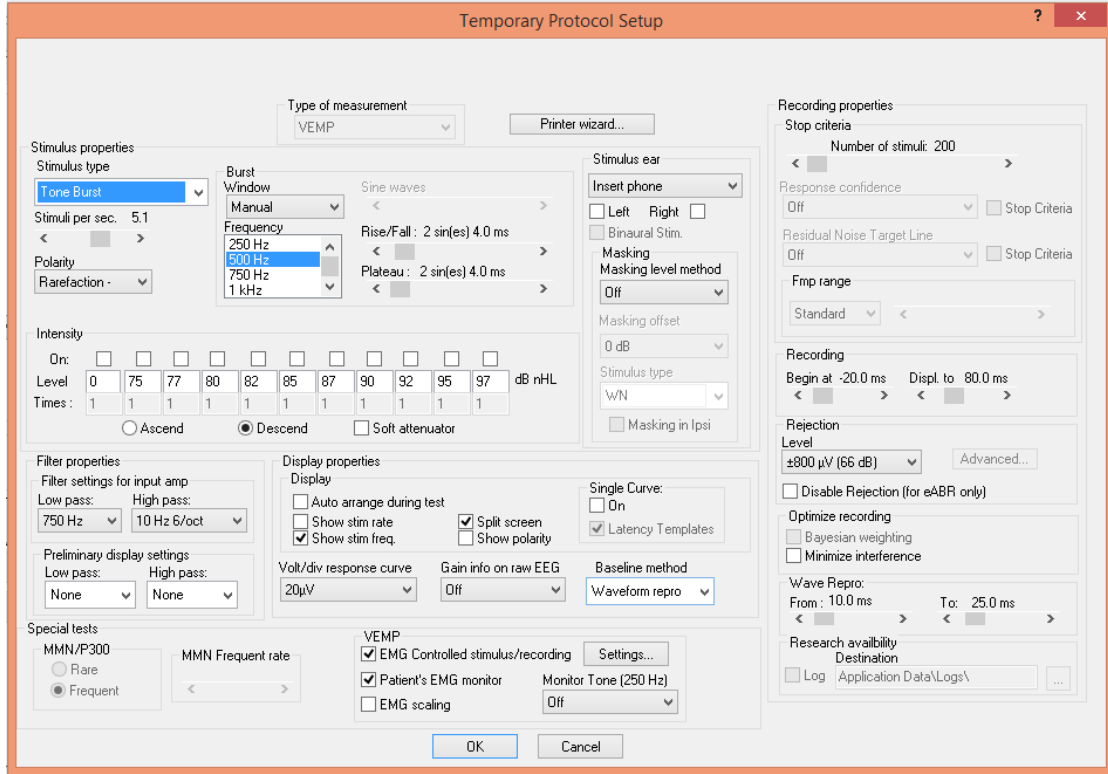 Temporary Protocol Setup
? ×
Type of measurement
VEMP
Printer wizard...
Stimulus properties
Stimulus type
Tone Burst
Stimuli per sec. 5.1
Polarity
Rarefaction -
Burst
Window
Manual
Frequency
250 Hz
500 Hz
750 Hz
1 kHz
Sine waves
Rise/Fall : 2 sin(es) 4.0 ms
Plateau : 2 sin(es) 4.0 ms
Intensity
On:
Level 0 75 77 80 82 85 87 90 92 95 97 dB nHL
Times : 1 1 1 1 1 1 1 1 1 1 1
Ascend Descend Soft attenuator
Stimulus ear
Insert phone
Left Right
Binaural Stim.
Masking
Masking level method
Off
Masking offset
0 dB
Stimulus type
WN
Masking in Ipsi
Recording properties
Stop criteria
Number of stimuli: 200
Response confidence
Off Stop Criteria
Residual Noise Target Line
Off Stop Criteria
Fmp range
Standard
Recording
Begin at -20.0 ms Displ. to 80.0 ms
Rejection
Level
±800 µV (66 dB) Advanced...
Disable Rejection (for eABR only)
Optimize recording
Bayesian weighting
Minimize interference
Wave Repro:
From : 10.0 ms To: 25.0 ms
Research availbility
Destination
Log Application Data\Logs\ ...
Filter properties
Filter settings for input amp
Low pass: High pass:
750 Hz 10 Hz 6/oct
Preliminary display settings
Low pass: High pass:
None None
Display properties
Display
Auto arrange during test
Show stim rate Split screen
Show stim freq. Show polarity
Single Curve:
On
Latency Templates
Volt/div response curve Gain info on raw EEG Baseline method
20µV Off Waveform repro
Special tests
MMN/P300
Rare
Frequent
MMN Frequent rate
VEMP
EMG Controlled stimulus/recording Settings...
Patient's EMG monitor Monitor Tone (250 Hz)
EMG scaling Off
OK Cancel